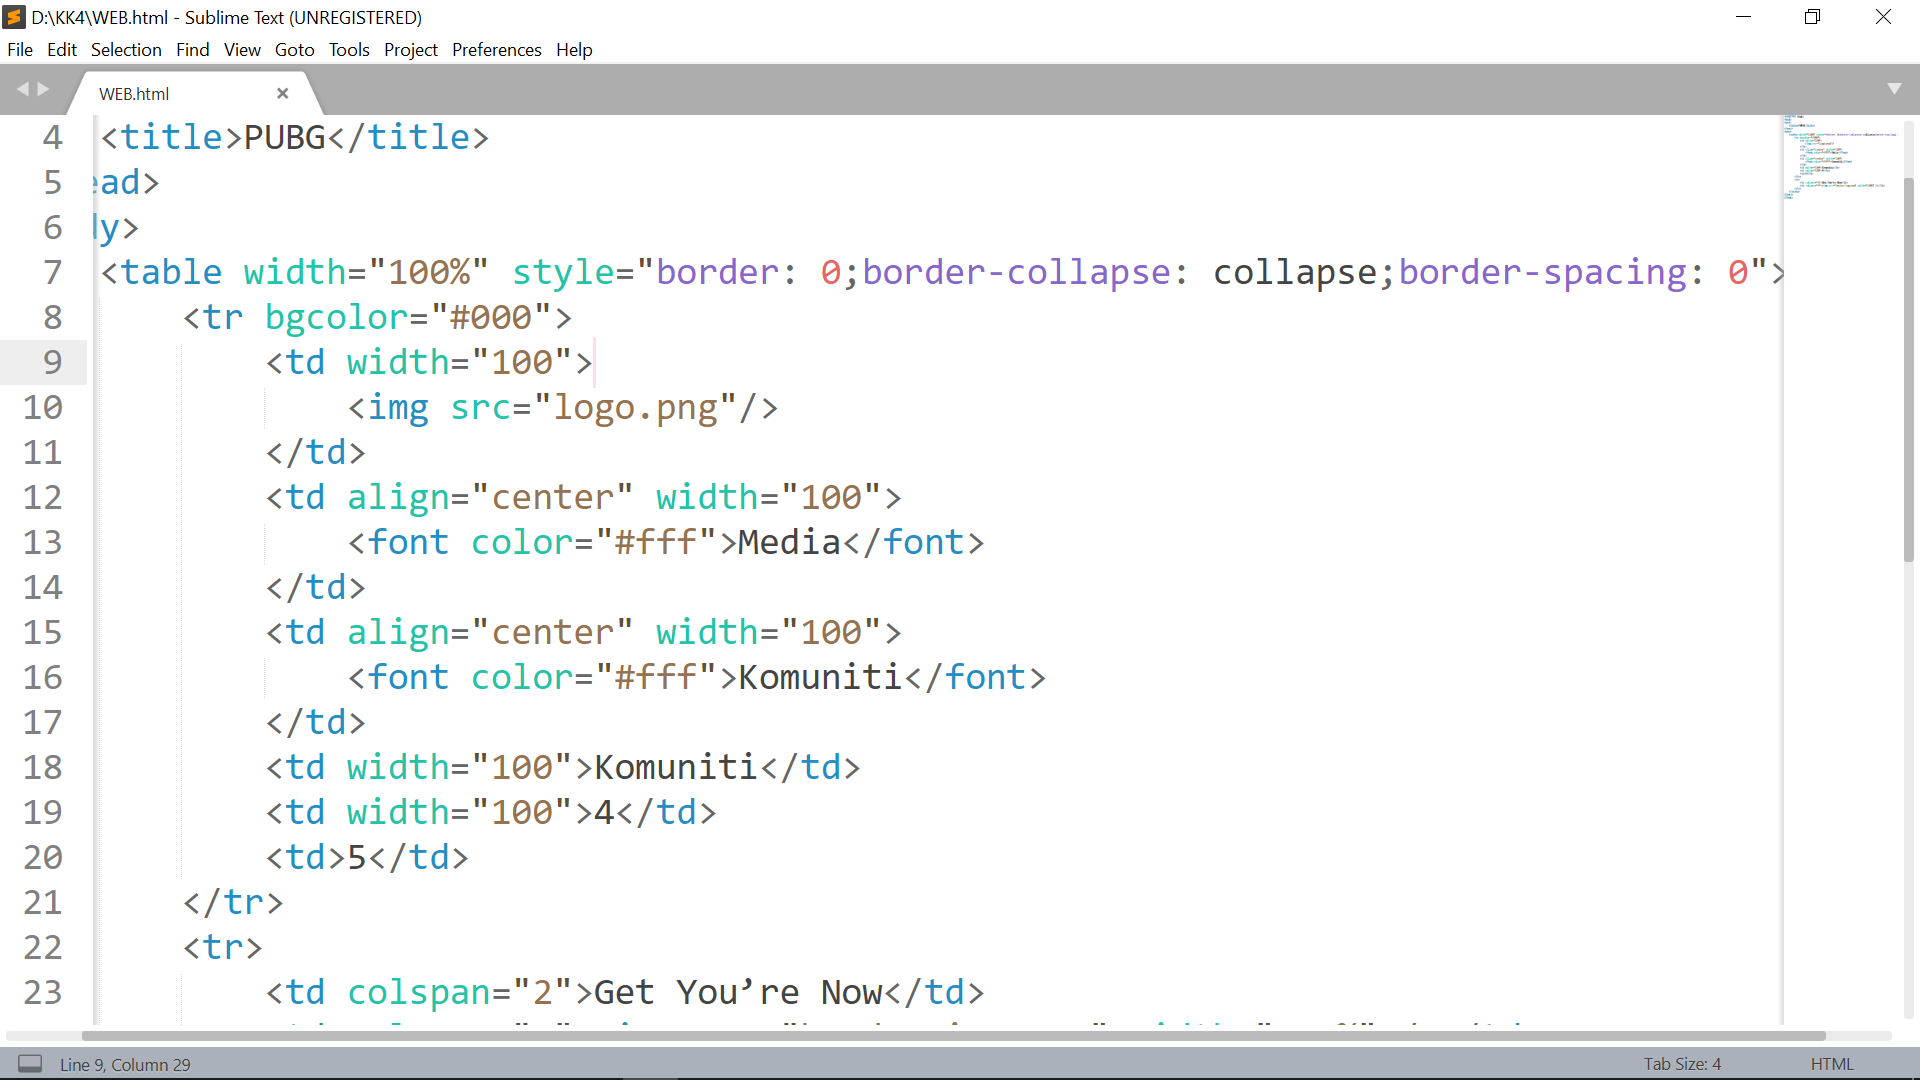 D:\KK4\WEB.html - Sublime Text (UNREGISTERED)
File Edit Selection Find View Goto Tools Project Preferences Help
WEB.html
4 <title>PUBG</title>
5 ead>
6 dy>
7 <table width="100%" style="border: 0;border-collapse: collapse;border-spacing: 0">
8 <tr bgcolor="#000">
9 <td width="100">
10 <img src="logo.png"/>
11 </td>
12 <td align="center" width="100">
13 <font color="#fff">Media</font>
14 </td>
15 <td align="center" width="100">
16 <font color="#fff">Komuniti</font>
17 </td>
18 <td width="100">Komuniti</td>
19 <td width="100">4</td>
20 <td>5</td>
21 </tr>
22 <tr>
23 <td colspan="2">Get You’re Now</td>
Line 9, Column 29
Tab Size: 4
HTML